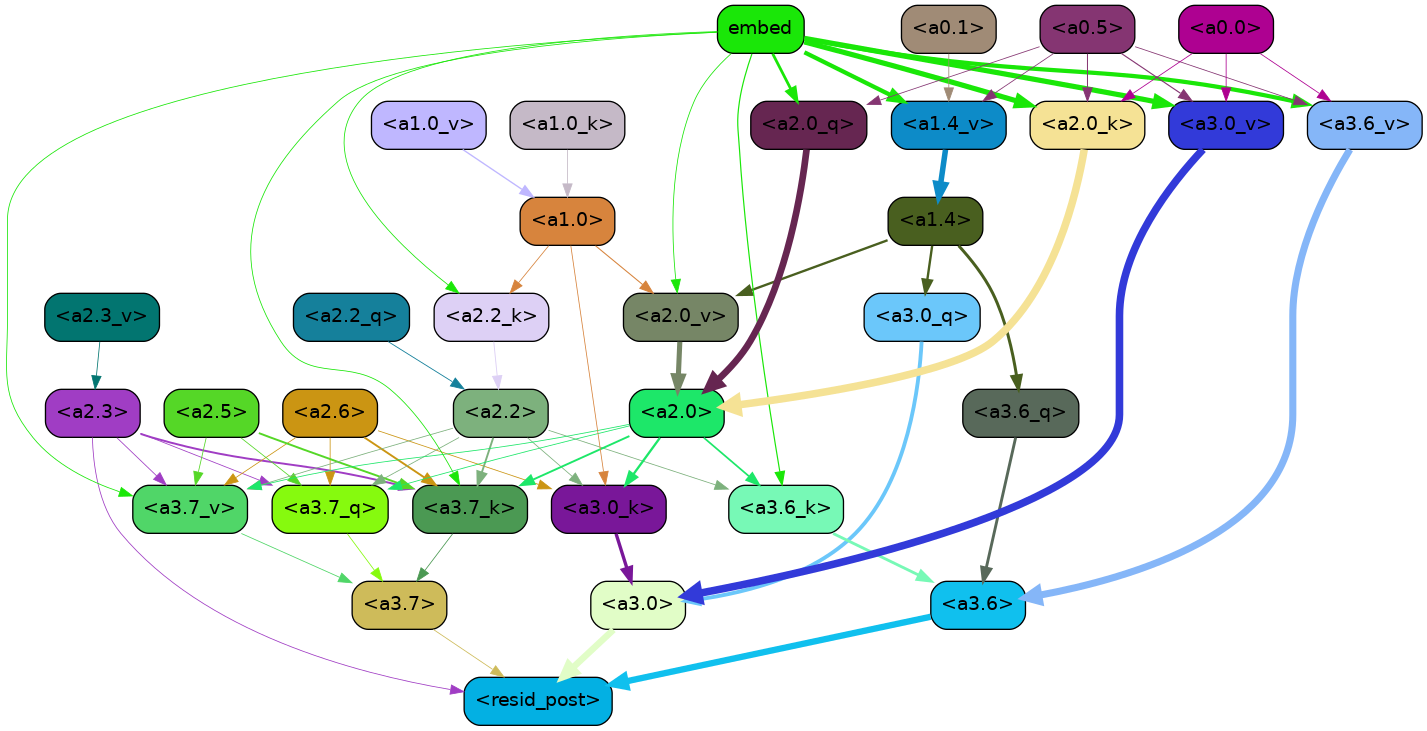 embed <a0.1> <a0.5> <a0.0>
<a1.0_v> <a1.0_k> <a2.0_q> <a1.4_v> <a2.0_k> <a3.0_v> <a3.6_v>
<a1.0> <a1.4>
<a2.3_v> <a2.2_q> <a2.2_k> <a2.0_v> <a3.0_q>
<a2.3> <a2.5> <a2.6> <a2.2> <a2.0> <a3.6_q>
<a3.7_v> <a3.7_q> <a3.7_k> <a3.0_k> <a3.6_k>
<a3.7> <a3.0> <a3.6>
<resid_post>